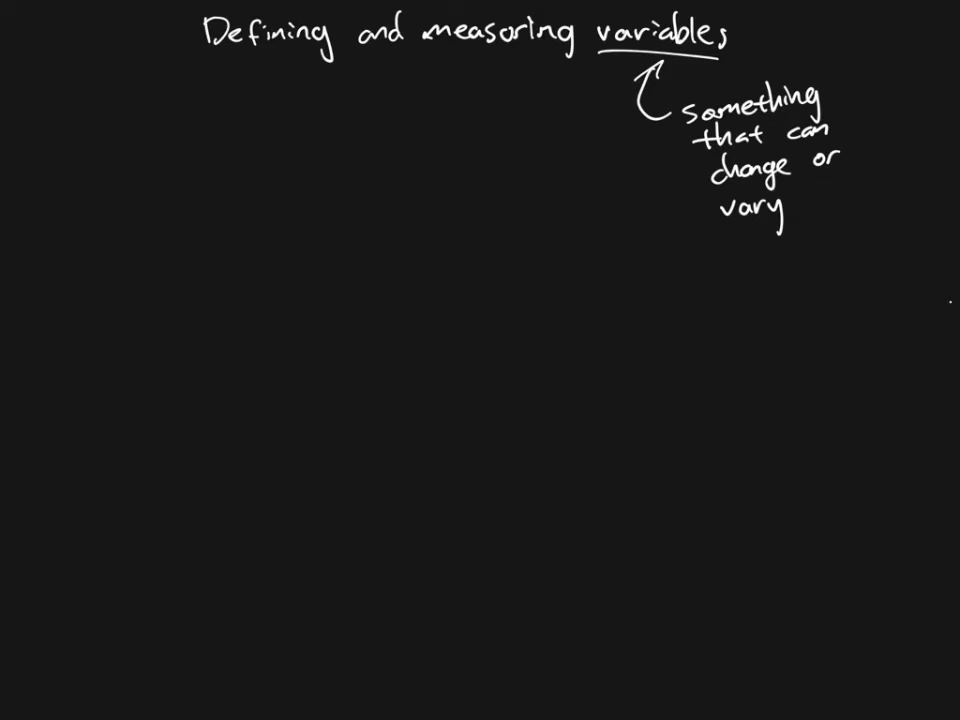 Defining and measuring variables
something
that can
change or
vary